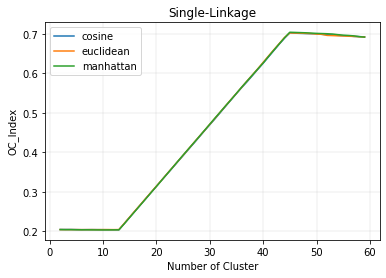 Single-Linkage
cosine
euclidean
manhattan
OC_Index
0.7
0.6
0.5
0.4
0.3
0.2
0 10 20 30 40 50 60
Number of Cluster